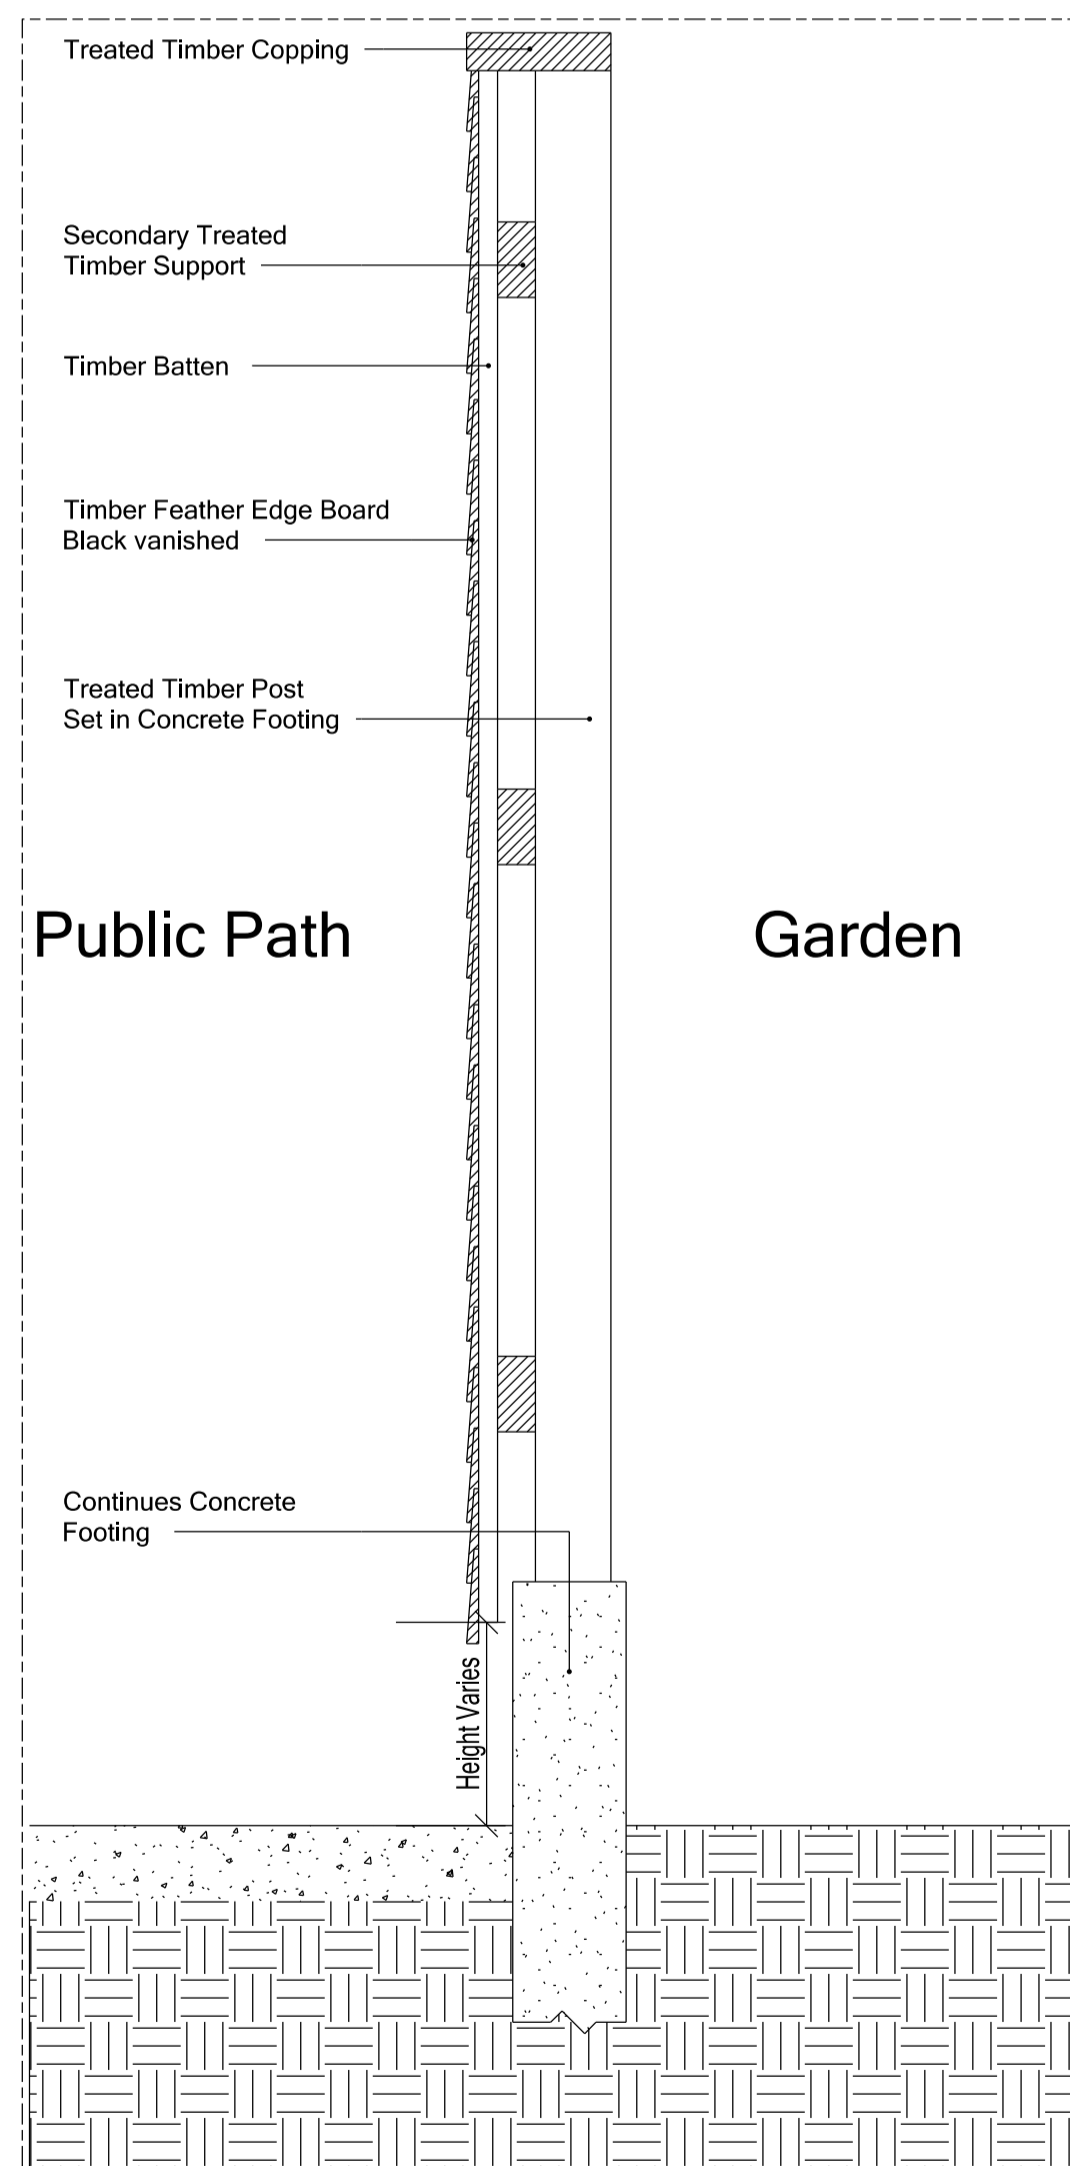 Treated Timber Copping
Secondary Treated
Timber Support
Timber Batten
Timber Feather Edge Board
Black vanished
Treated Timber Post
Set in Concrete Footing
Public Path
Garden
Continues Concrete
Footing
Height Varies